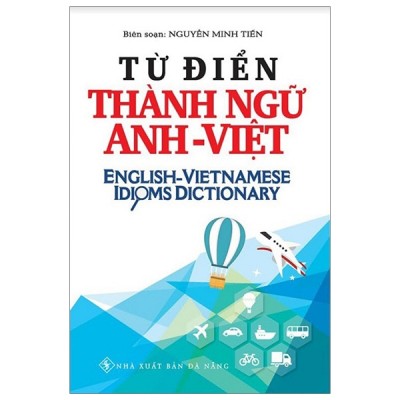 Biên soạn: NGUYỄN MINH TIẾN
TỪ ĐIỂN
THÀNH NGỮ
ANH-VIỆT
ENGLISH-VIETNAMESE
IDIOMS DICTIONARY
NHÀ XUẤT BẢN ĐÀ NẴNG